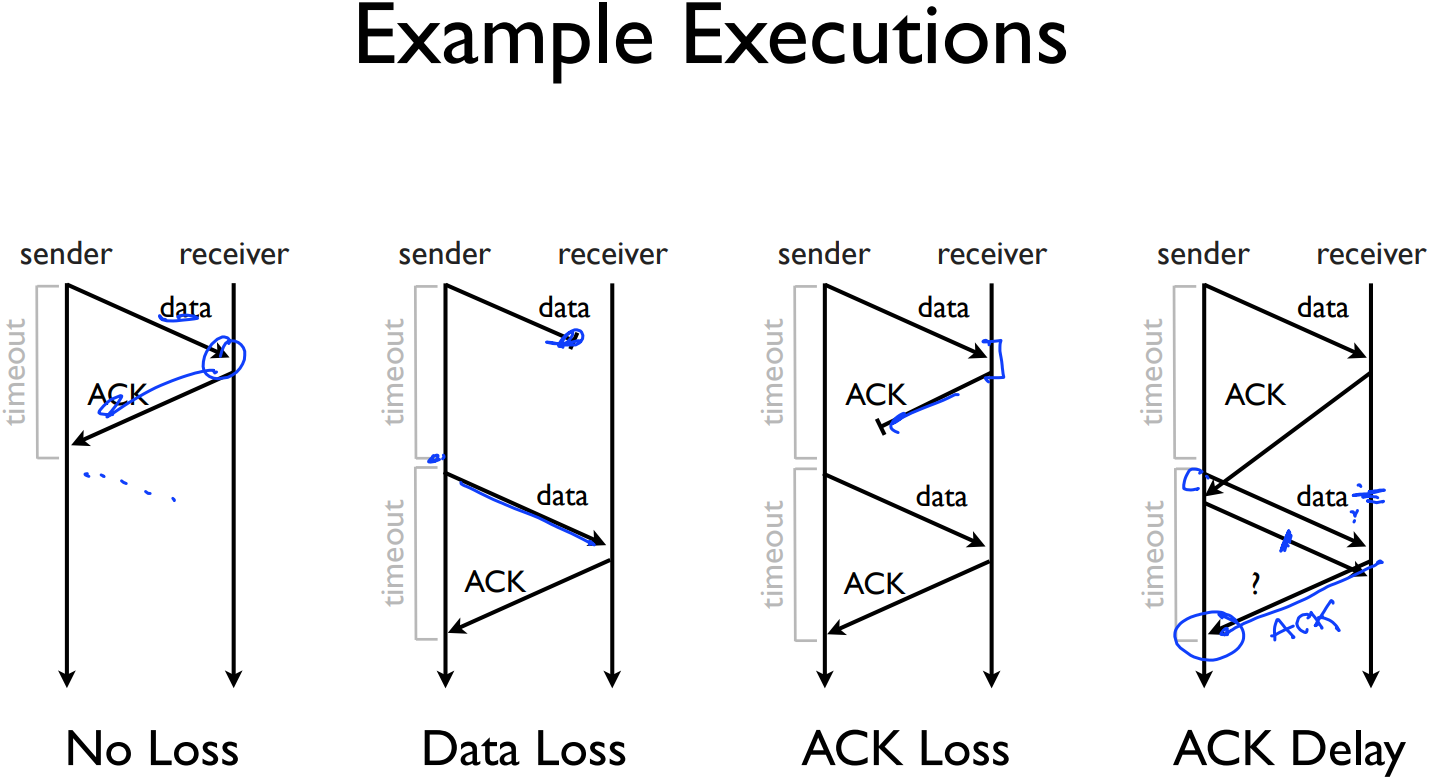 Example Executions
sender receiver
timeout
data
ACK
No Loss
sender receiver
timeout
data
timeout
data
ACK
Data Loss
sender receiver
timeout
data
ACK
timeout
data
ACK
ACK Loss
sender receiver
timeout
data
ACK
timeout
data
?
ACK
ACK Delay